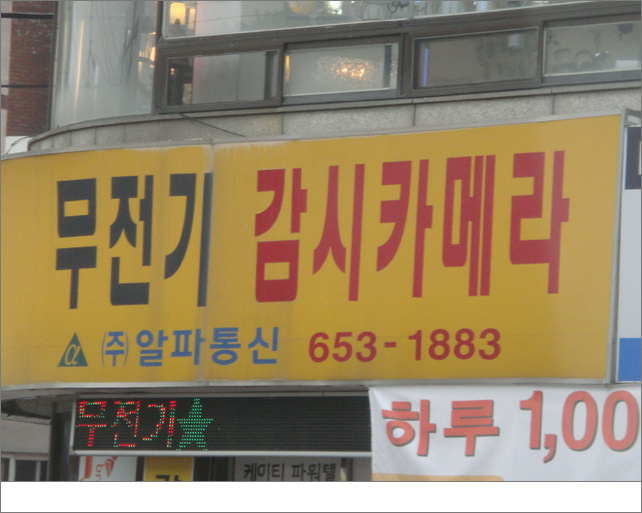 무전기 감시카메라
α ㈜알파통신 653-1883
무전기★
하루 1,00
케이티 파워텔